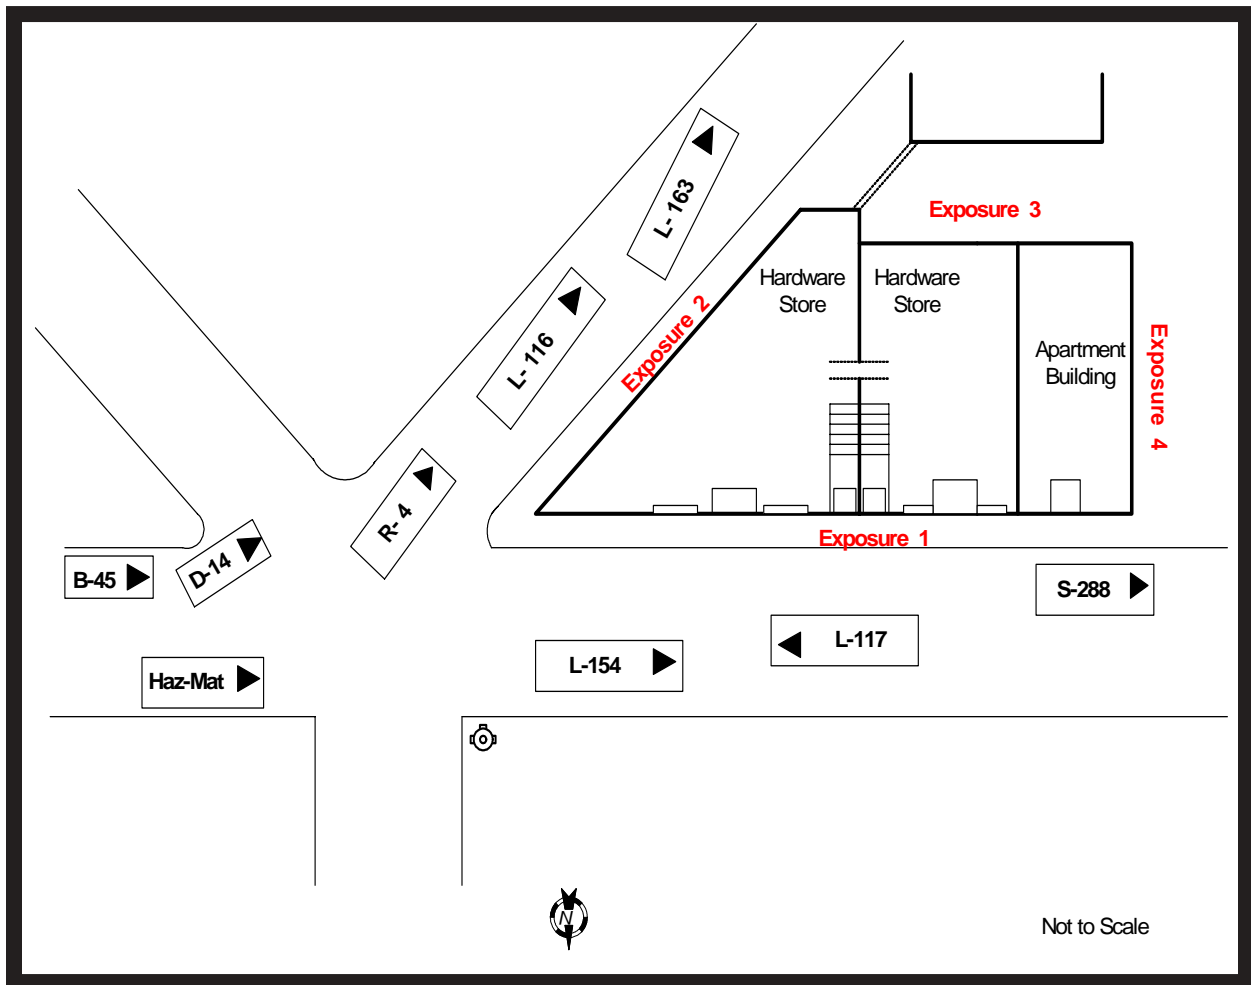 L- 163
Exposure 3
Hardware
Store
Hardware
Store
Exposure 2
L- 116
Apartment
Building
Exposure 4
R- 4
Exposure 1
B-45
D-14
S-288
L-117
L-154
Haz-Mat
N
Not to Scale